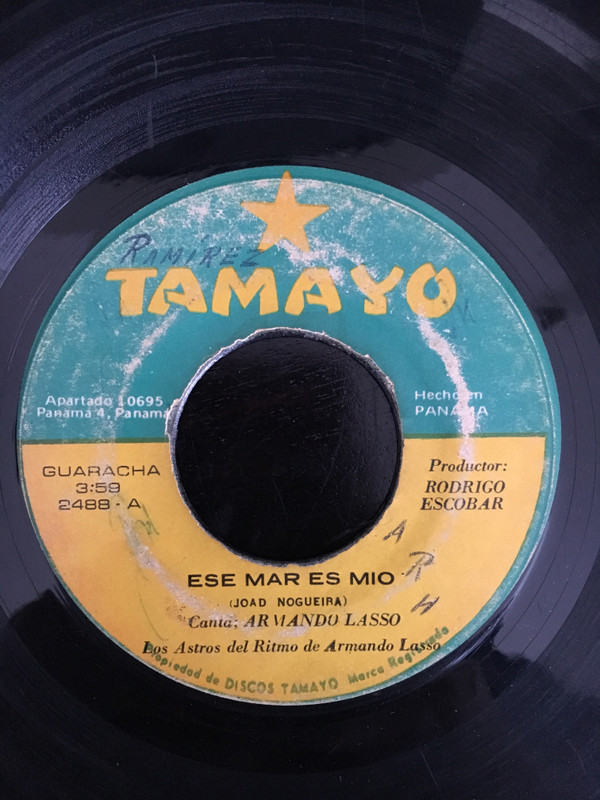 RAMÍREZ
TAMAYO
Apartado 10695
Panama 4, Panama
Hecho en
PANAMA
GUARACHA
3:59
2488 - A
Productor:
RODRIGO
ESCOBAR
A
R
H
ESE MAR ES MIO
(JOAD NOGUEIRA)
Canta: ARMANDO LASSO
Los Astros del Ritmo de Armando Lasso
Propiedad de DISCOS TAMAYO Marca Registrada